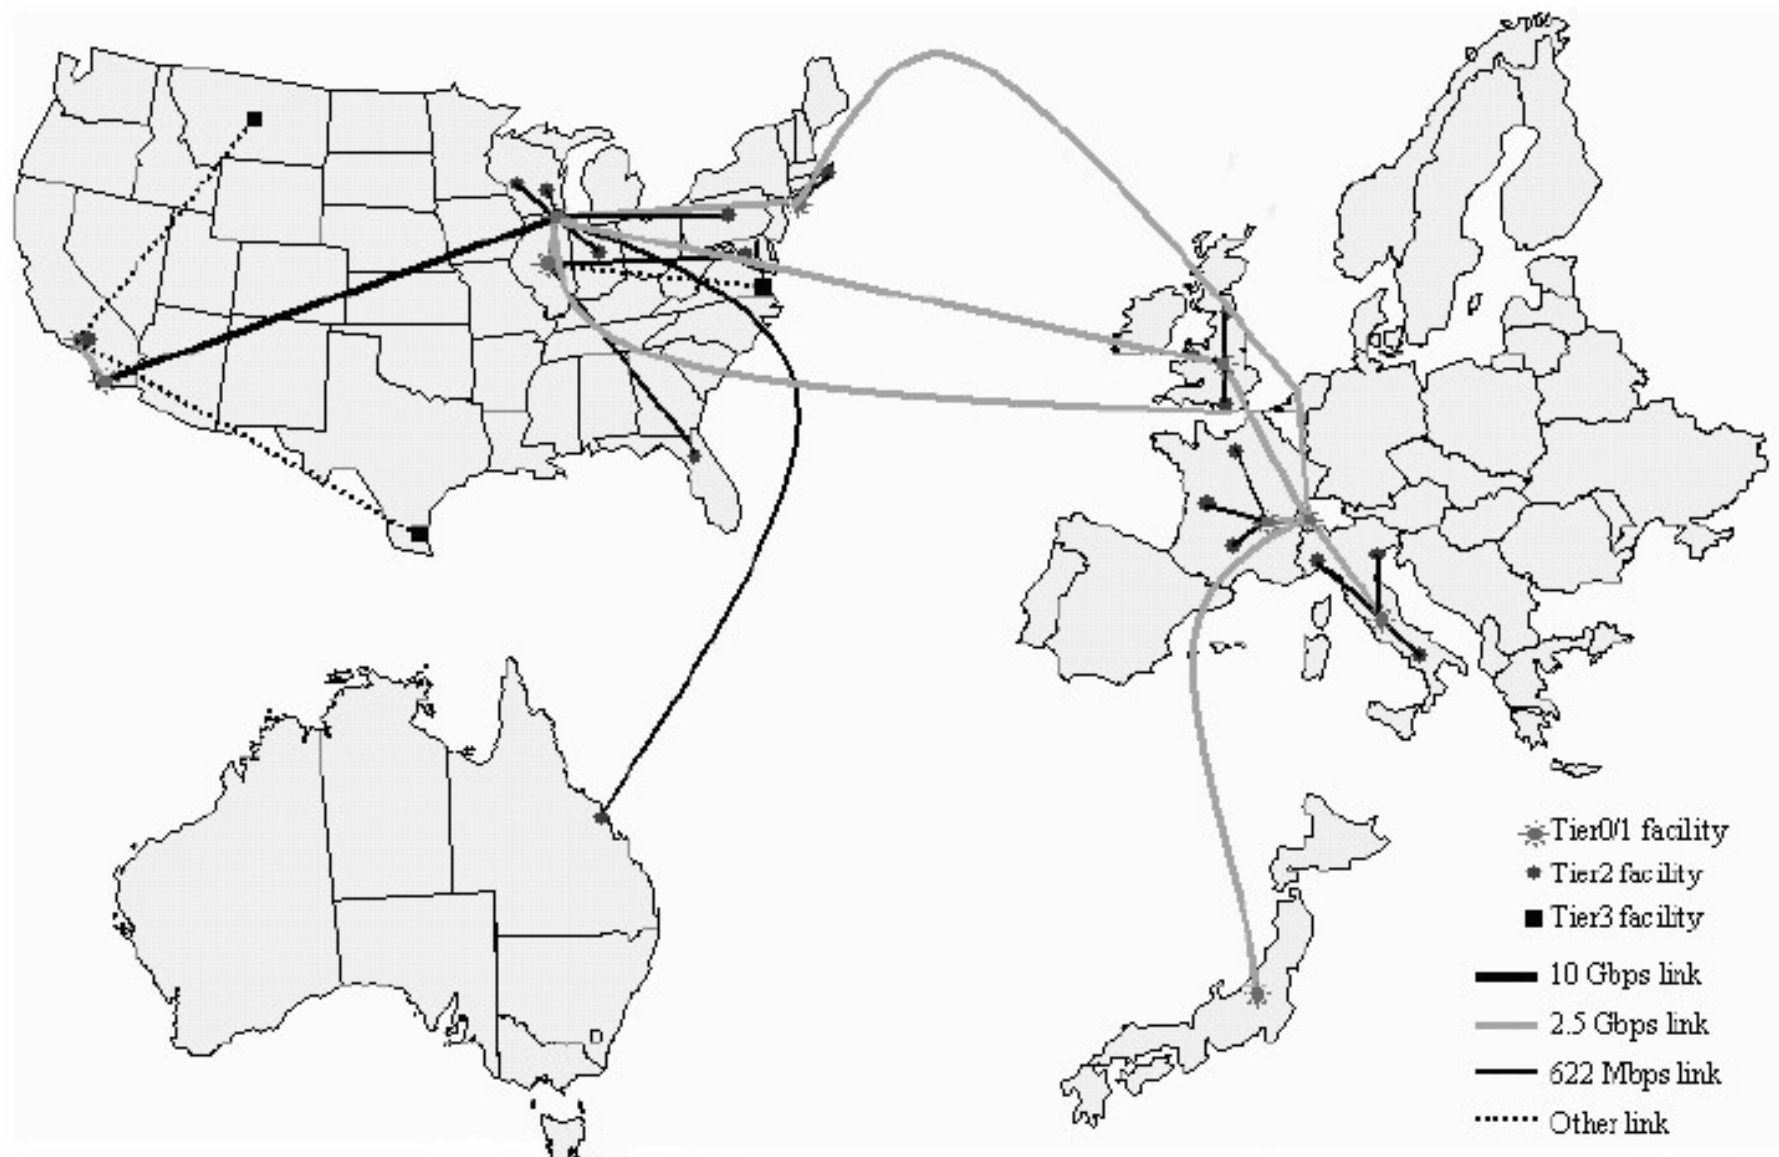 Tier0/1 facility
Tier2 facility
Tier3 facility
10 Gbps link
2.5 Gbps link
622 Mbps link
Other link